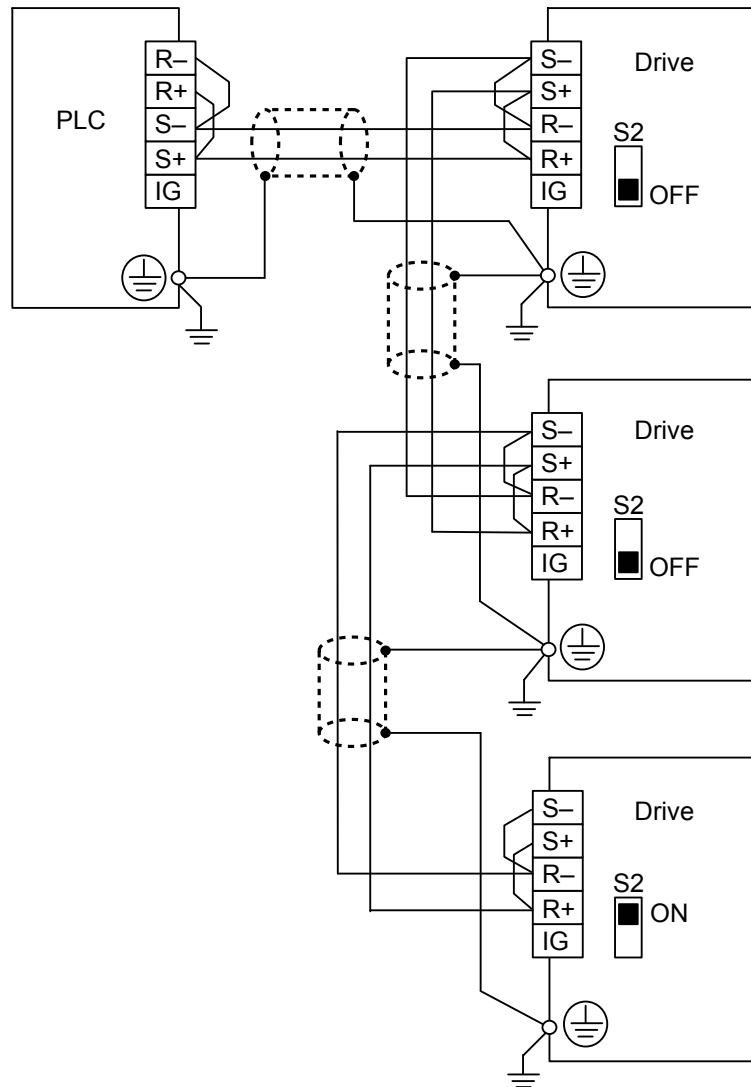 PLC
R–
R+
S–
S+
IG
S–
S+
R–
R+
IG
Drive
S2
OFF
S–
S+
R–
R+
IG
Drive
S2
OFF
S–
S+
R–
R+
IG
Drive
S2
ON